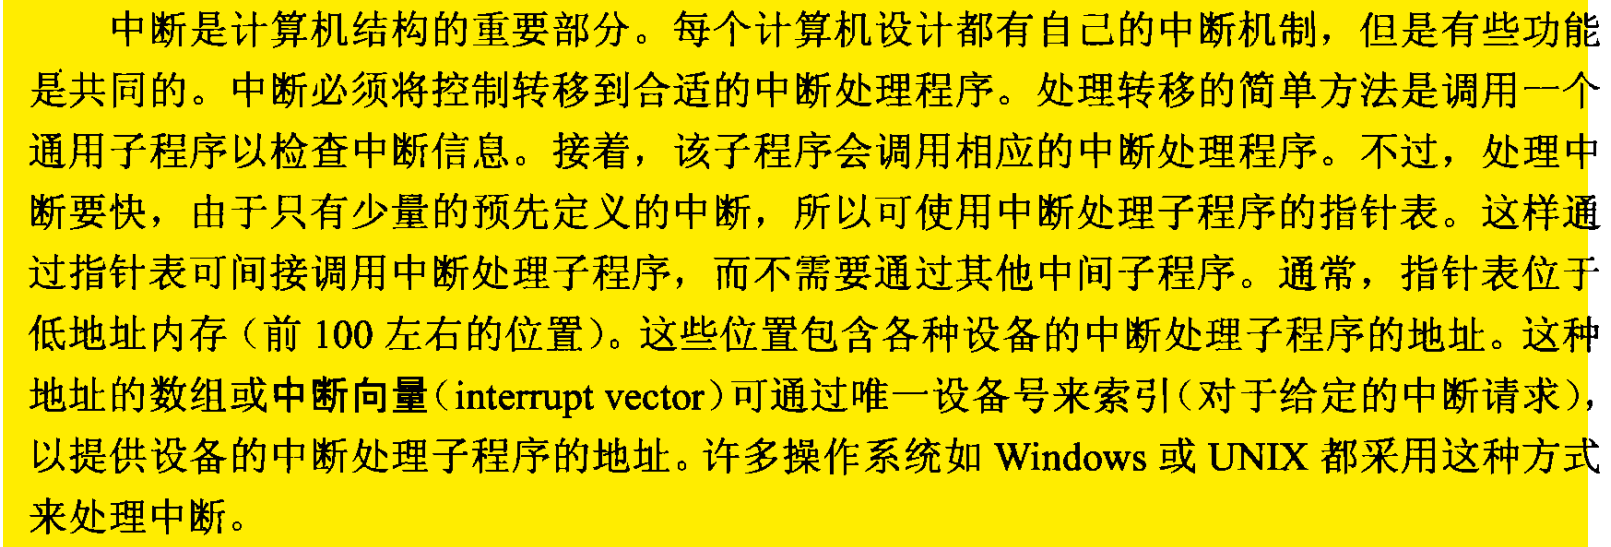 中断是计算机结构的重要部分。每个计算机设计都有自己的中断机制，但是有些功能
是共同的。中断必须将控制转移到合适的中断处理程序。处理转移的简单方法是调用一个
通用子程序以检查中断信息。接着，该子程序会调用相应的中断处理程序。不过，处理中
断要快，由于只有少量的预先定义的中断，所以可使用中断处理子程序的指针表。这样通
过指针表可间接调用中断处理子程序，而不需要通过其他中间子程序。通常，指针表位于
低地址内存（前 100 左右的位置）。这些位置包含各种设备的中断处理子程序的地址。这种
地址的数组或中断向量（interrupt vector）可通过唯一设备号来索引（对于给定的中断请求），
以提供设备的中断处理子程序的地址。许多操作系统如 Windows 或 UNIX 都采用这种方式
来处理中断。